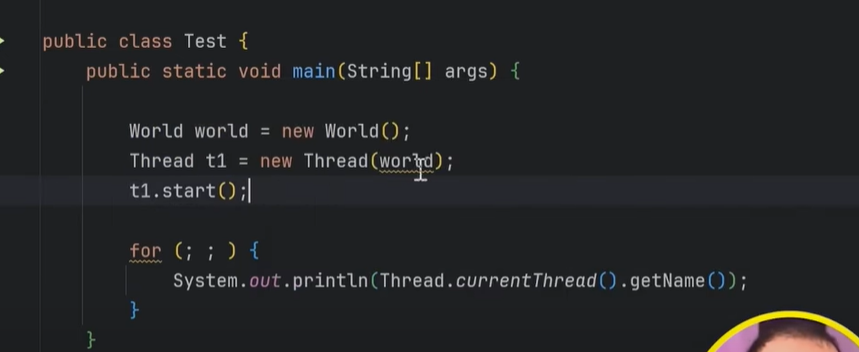 public class Test {
public static void main(String[] args) {
World world = new World();
Thread t1 = new Thread(world);
t1.start();
for (; ; ) {
System.out.println(Thread.currentThread().getName());
}
}